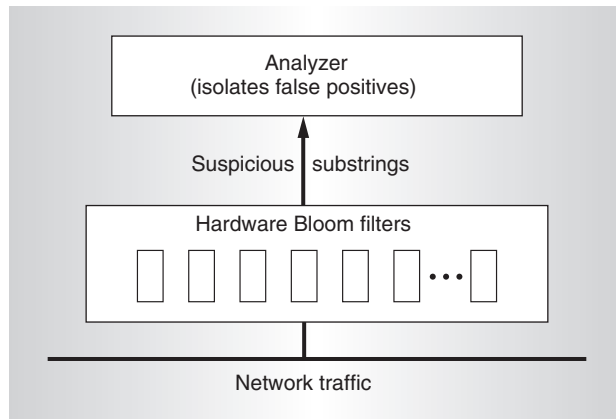 Analyzer
(isolates false positives)
Suspicious substrings
Hardware Bloom filters
Network traffic